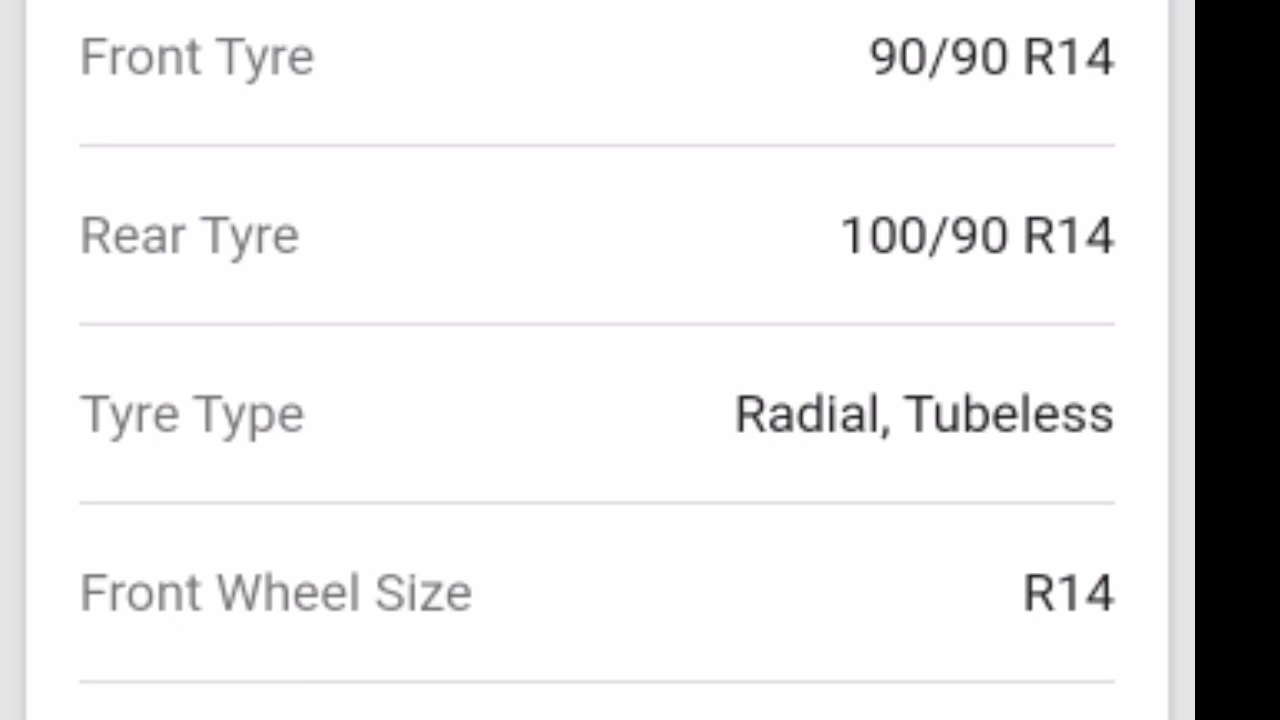 Front Tyre 90/90 R14
Rear Tyre 100/90 R14
Tyre Type Radial, Tubeless
Front Wheel Size R14